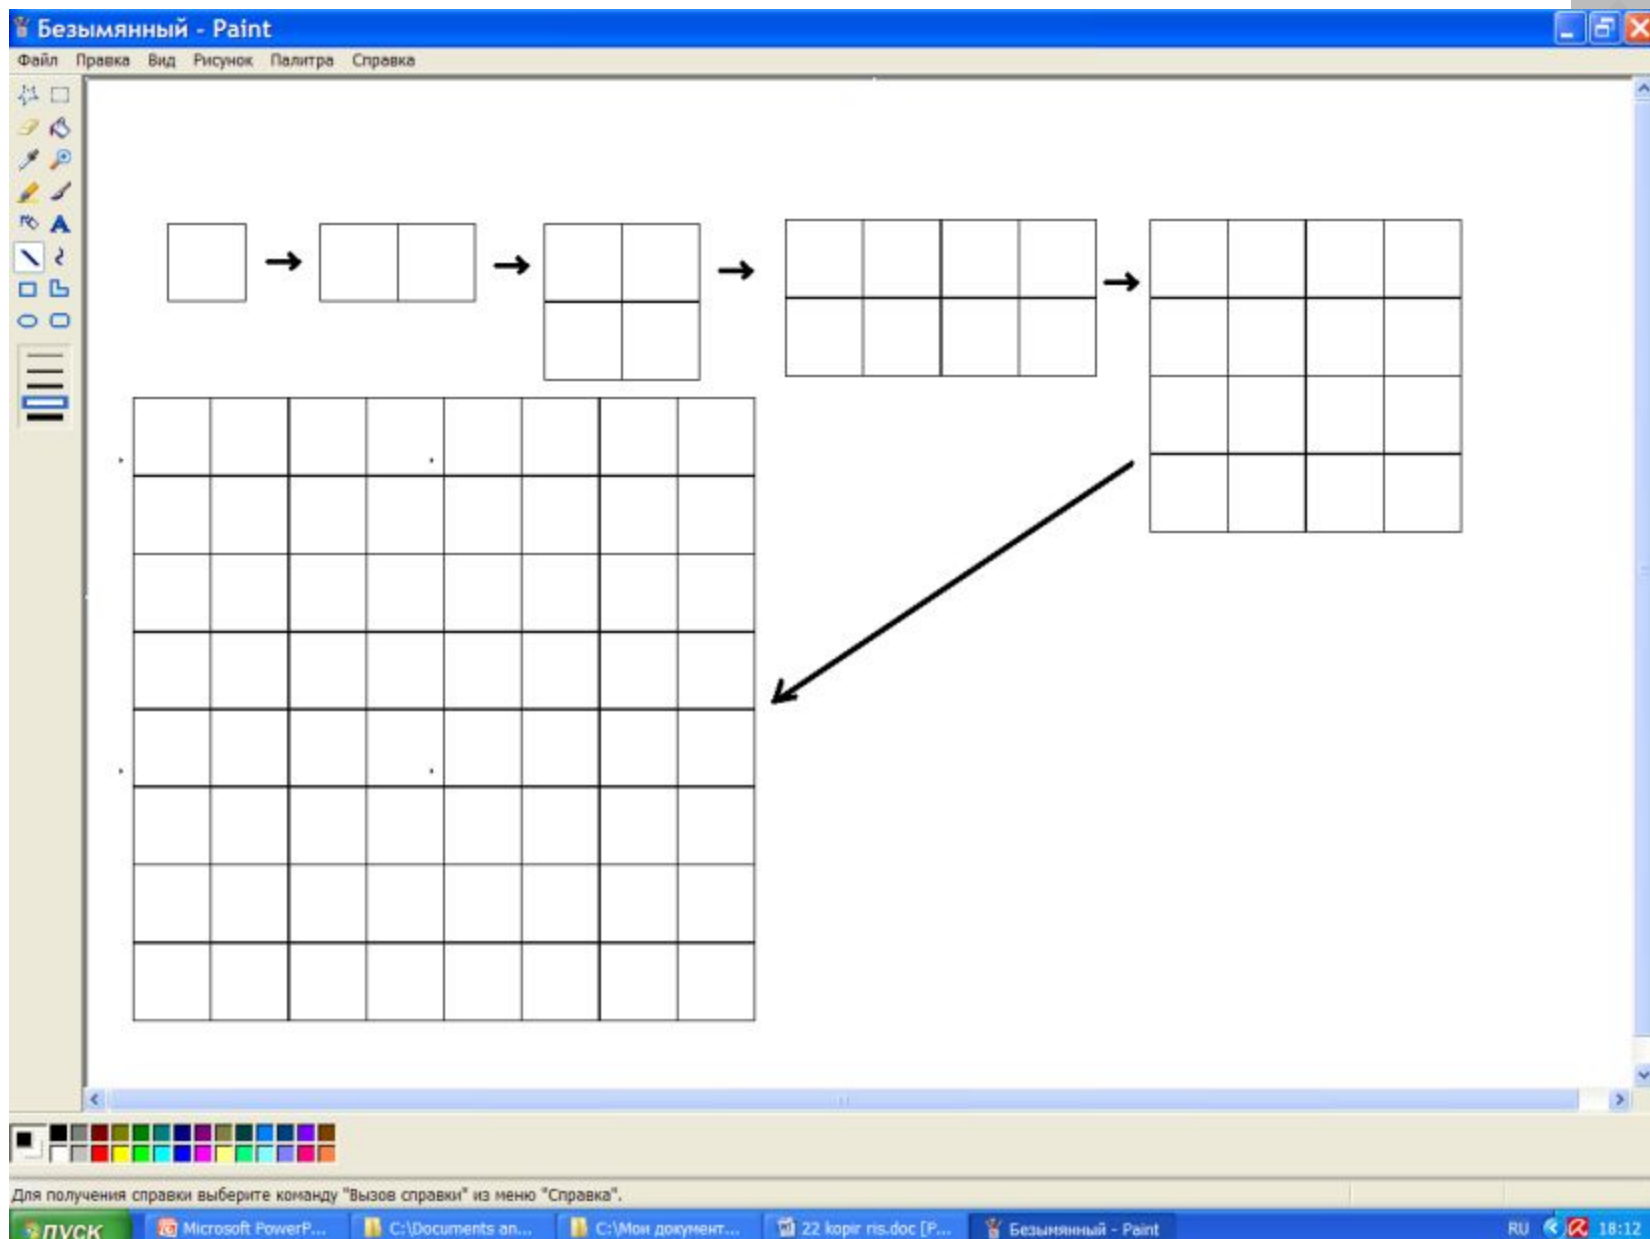 Безымянный - Paint
Файл Правка Вид Рисунок Палитра Справка
A
Для получения справки выберите команду "Вызов справки" из меню "Справка".
пуск Microsoft PowerP... C:\Documents an... C:\Мои документ... 22 kopir ris.doc [Р... Безымянный - Paint RU 18:12